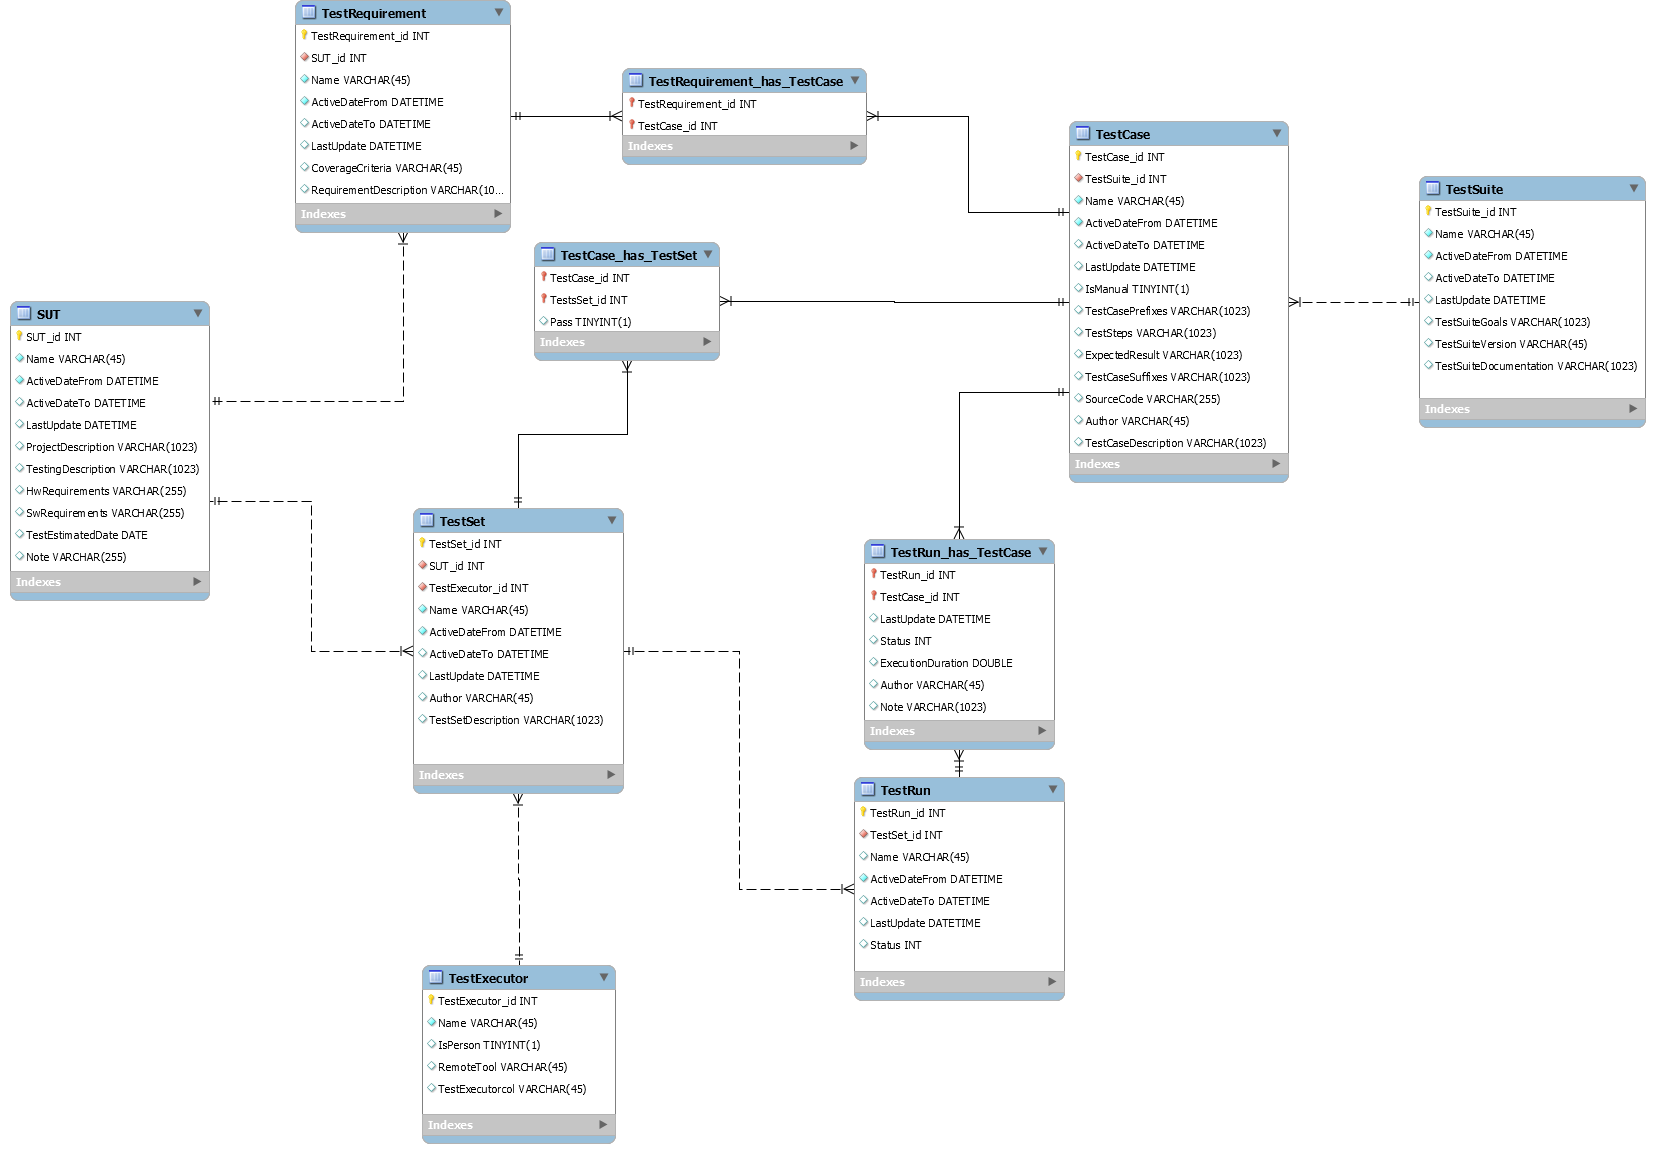 TestRequirement
TestRequirement_id INT
SUT_id INT
Name VARCHAR(45)
ActiveDateFrom DATETIME
ActiveDateTo DATETIME
LastUpdate DATETIME
CoverageCriteria VARCHAR(45)
RequirementDescription VARCHAR(10...
Indexes
TestRequirement_has_TestCase
TestRequirement_id INT
TestCase_id INT
Indexes
TestCase
TestCase_id INT
TestSuite_id INT
Name VARCHAR(45)
ActiveDateFrom DATETIME
ActiveDateTo DATETIME
LastUpdate DATETIME
IsManual TINYINT(1)
TestCasePrefixes VARCHAR(1023)
TestSteps VARCHAR(1023)
ExpectedResult VARCHAR(1023)
TestCaseSuffixes VARCHAR(1023)
SourceCode VARCHAR(255)
Author VARCHAR(45)
TestCaseDescription VARCHAR(1023)
Indexes
TestSuite
TestSuite_id INT
Name VARCHAR(45)
ActiveDateFrom DATETIME
ActiveDateTo DATETIME
LastUpdate DATETIME
TestSuiteGoals VARCHAR(1023)
TestSuiteVersion VARCHAR(45)
TestSuiteDocumentation VARCHAR(1023)
Indexes
TestCase_has_TestSet
TestCase_id INT
TestsSet_id INT
Pass TINYINT(1)
Indexes
SUT
SUT_id INT
Name VARCHAR(45)
ActiveDateFrom DATETIME
ActiveDateTo DATETIME
LastUpdate DATETIME
ProjectDescription VARCHAR(1023)
TestingDescription VARCHAR(1023)
HwRequirements VARCHAR(255)
SwRequirements VARCHAR(255)
TestEstimatedDate DATE
Note VARCHAR(255)
Indexes
TestSet
TestSet_id INT
SUT_id INT
TestExecutor_id INT
Name VARCHAR(45)
ActiveDateFrom DATETIME
ActiveDateTo DATETIME
LastUpdate DATETIME
Author VARCHAR(45)
TestSetDescription VARCHAR(1023)
Indexes
TestRun_has_TestCase
TestRun_id INT
TestCase_id INT
LastUpdate DATETIME
Status INT
ExecutionDuration DOUBLE
Author VARCHAR(45)
Note VARCHAR(1023)
Indexes
TestRun
TestRun_id INT
TestSet_id INT
Name VARCHAR(45)
ActiveDateFrom DATETIME
ActiveDateTo DATETIME
LastUpdate DATETIME
Status INT
Indexes
TestExecutor
TestExecutor_id INT
Name VARCHAR(45)
IsPerson TINYINT(1)
RemoteTool VARCHAR(45)
TestExecutorcol VARCHAR(45)
Indexes